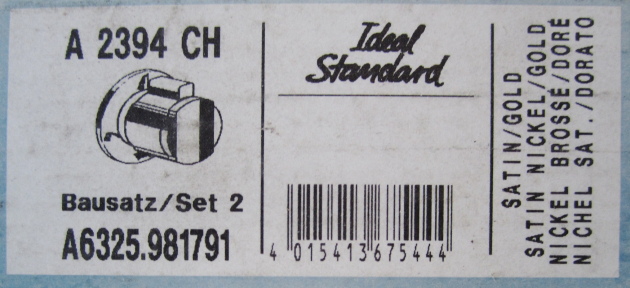 A 2394 CH
Bausatz/Set 2
A6325.981791
Ideal
Standard
4 015413 675444
SATIN/GOLD
SATIN NICKEL/GOLD
NICKEL BROSSÉ/DORÉ
NICHEL SAT./DORATO